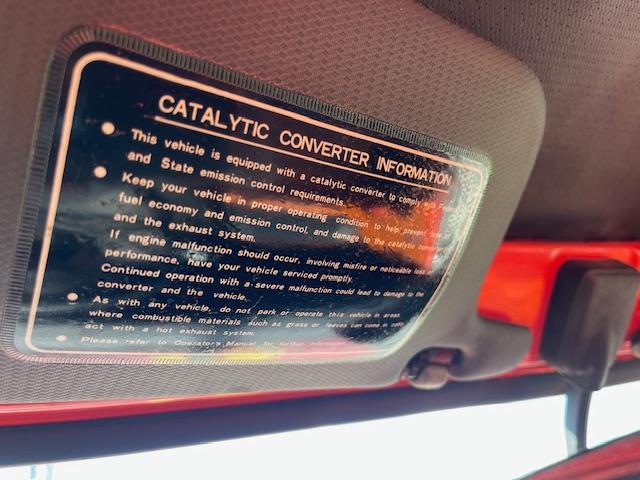 CATALYTIC CONVERTER INFORMATION
• This vehicle is equipped with a catalytic converter to comply
and State emission control requirements.
• Keep your vehicle in proper operating condition to help prevent
fuel economy and emission control, and damage to the catalytic
and the exhaust system.
If engine malfunction should occur, involving misfire or noticeable loss of
performance, have your vehicle serviced promptly.
Continued operation with a severe malfunction could lead to damage to the
converter and the vehicle.
• As with any vehicle, do not park or operate this vehicle in areas
where combustible materials such as grass or leaves can come in
act with a hot exhaust system.
• Please refer to Operator's Manual for further